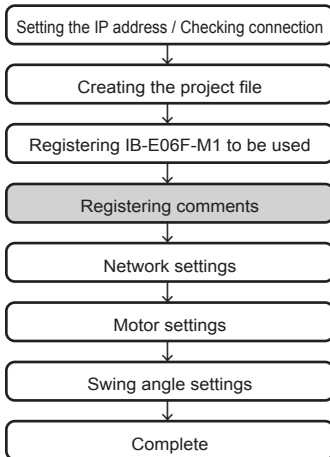 Setting the IP address / Checking connection
Creating the project file
Registering IB-E06F-M1 to be used
Registering comments
Network settings
Motor settings
Swing angle settings
Complete